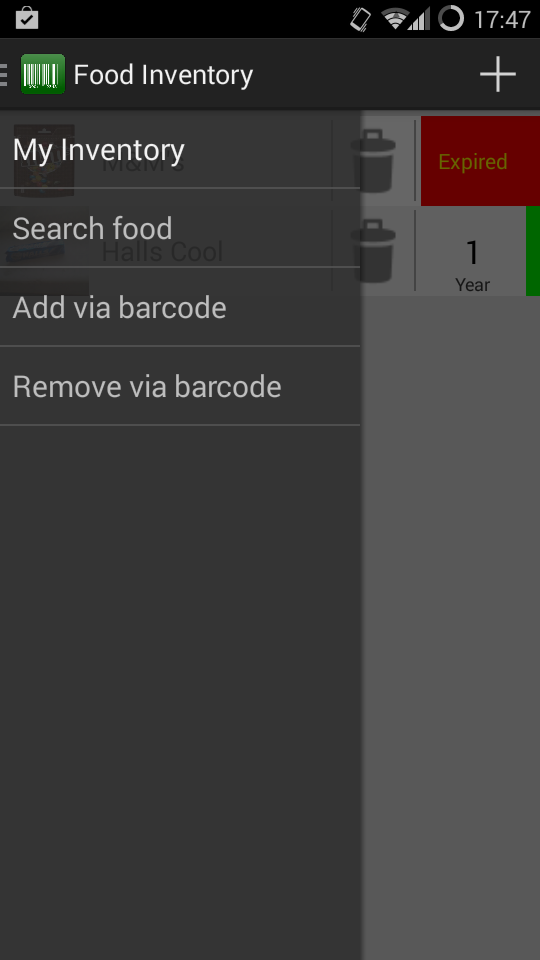 17:47
Food Inventory
My Inventory
M&M's
Expired
Search food
Halls Cool
1
Year
Add via barcode
Remove via barcode